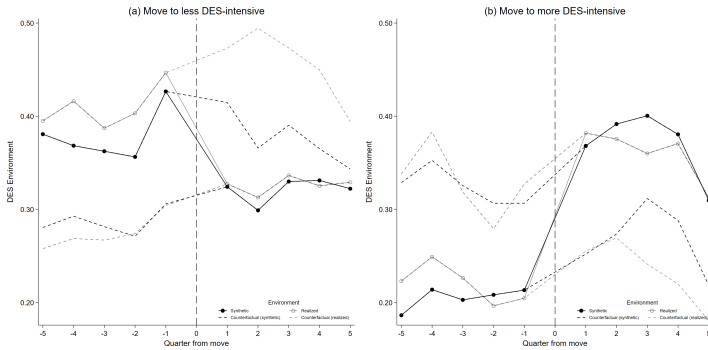 (a) Move to less DES-intensive
0.50
0.40
0.30
0.20
DES Environment
-5 -4 -3 -2 -1 0 1 2 3 4 5
Quarter from move
Environment
Synthetic Realized
Counterfactual (synthetic) Counterfactual (realized)
(b) Move to more DES-intensive
0.50
0.40
0.30
0.20
DES Environment
-5 -4 -3 -2 -1 0 1 2 3 4 5
Quarter from move
Environment
Synthetic Realized
Counterfactual (synthetic) Counterfactual (realized)